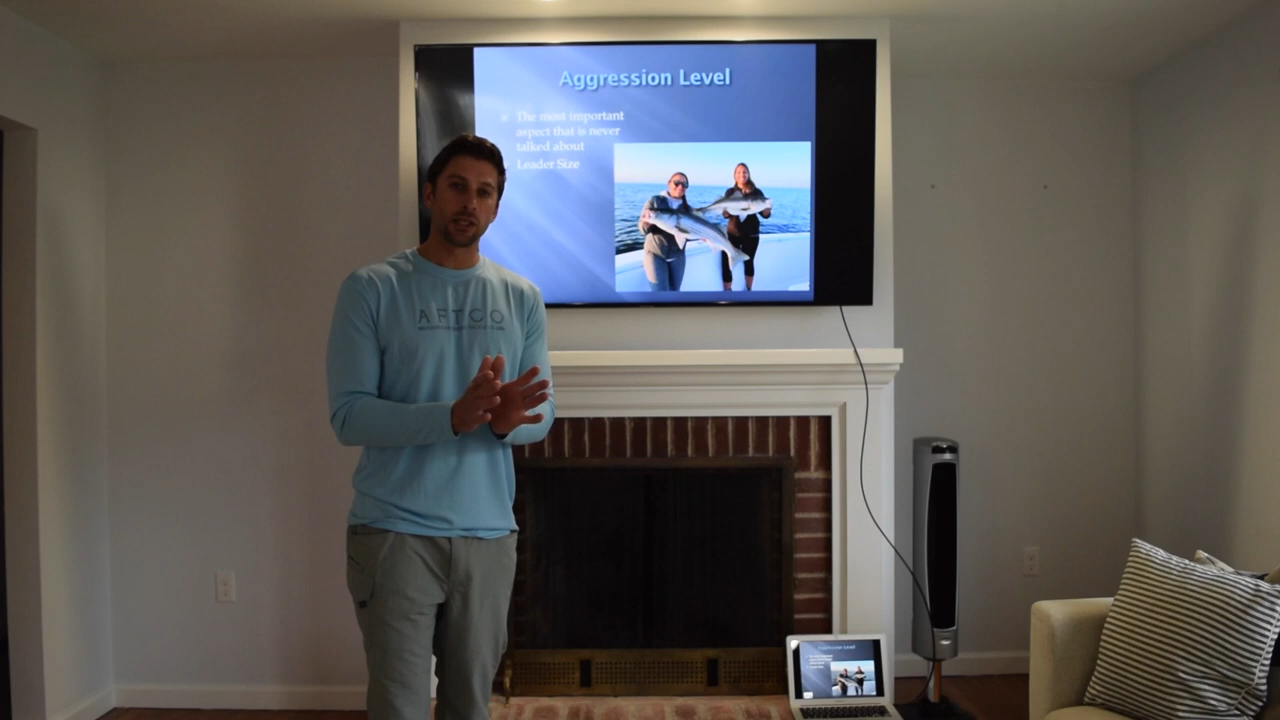 Aggression Level
The most important
aspect that is never
talked about
Leader Size
AFTCO